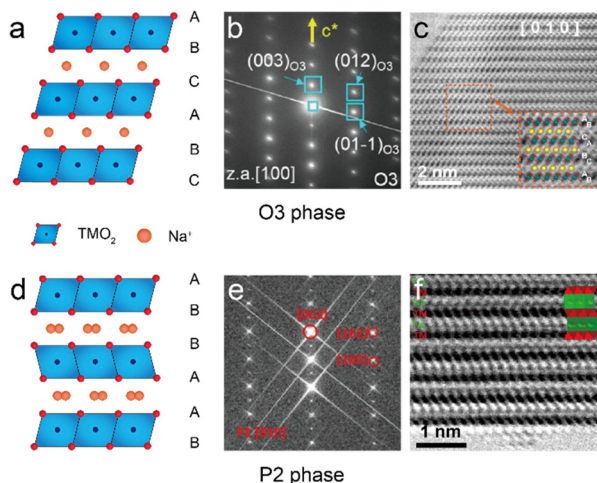 a
A
B
C
A
B
C
b
c*
(003)O3
(012)O3
(01-1)O3
z.a.[100]
O3
c
[010]
A
B
C
A
B
C
A
B
2 nm
O3 phase
TMO2
Na+
d
A
B
B
A
A
B
e
(002)
(102)
(100)
P2 [010]
f
1 nm
P2 phase